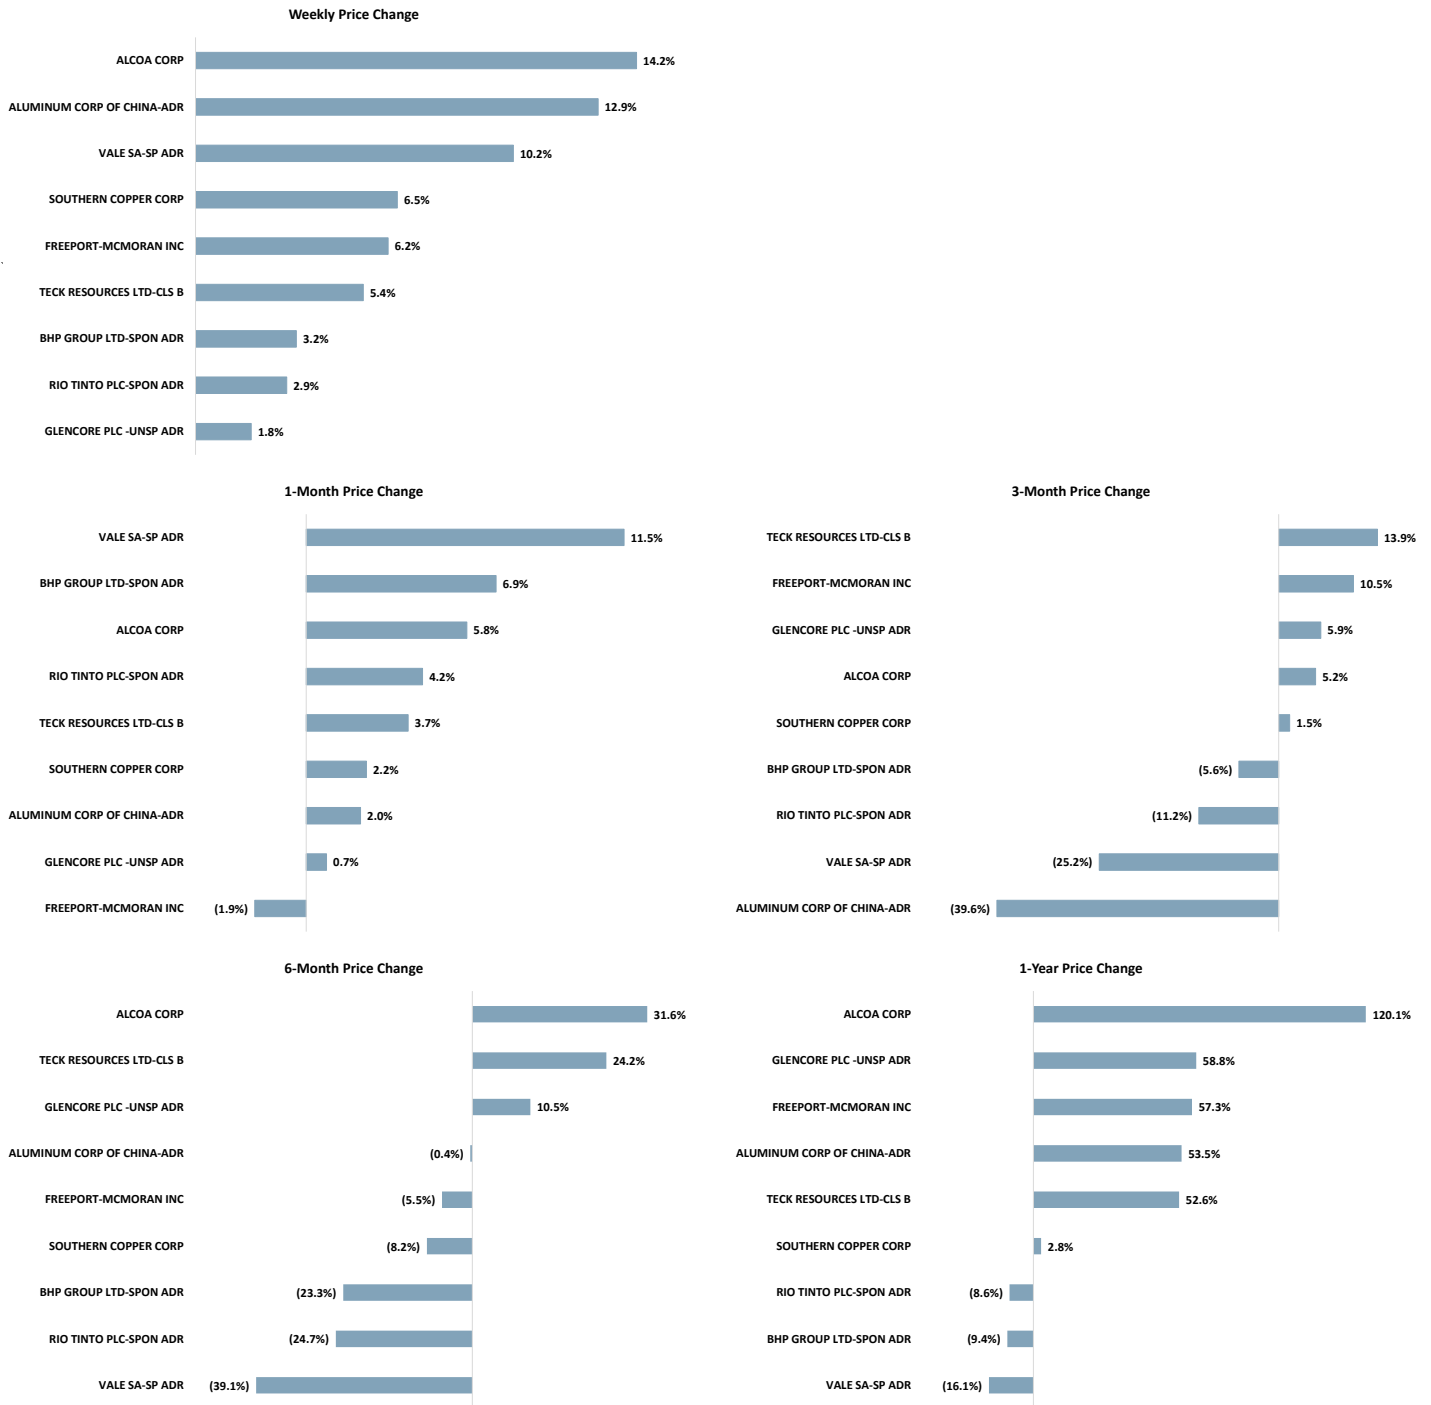 Weekly Price Change
ALCOA CORP 14.2%
ALUMINUM CORP OF CHINA-ADR 12.9%
VALE SA-SP ADR 10.2%
SOUTHERN COPPER CORP 6.5%
FREEPORT-MCMORAN INC 6.2%
TECK RESOURCES LTD-CLS B 5.4%
BHP GROUP LTD-SPON ADR 3.2%
RIO TINTO PLC-SPON ADR 2.9%
GLENCORE PLC -UNSP ADR 1.8%
1-Month Price Change
VALE SA-SP ADR 11.5%
BHP GROUP LTD-SPON ADR 6.9%
ALCOA CORP 5.8%
RIO TINTO PLC-SPON ADR 4.2%
TECK RESOURCES LTD-CLS B 3.7%
SOUTHERN COPPER CORP 2.2%
ALUMINUM CORP OF CHINA-ADR 2.0%
GLENCORE PLC -UNSP ADR 0.7%
FREEPORT-MCMORAN INC (1.9%)
3-Month Price Change
TECK RESOURCES LTD-CLS B 13.9%
FREEPORT-MCMORAN INC 10.5%
GLENCORE PLC -UNSP ADR 5.9%
ALCOA CORP 5.2%
SOUTHERN COPPER CORP 1.5%
BHP GROUP LTD-SPON ADR (5.6%)
RIO TINTO PLC-SPON ADR (11.2%)
VALE SA-SP ADR (25.2%)
ALUMINUM CORP OF CHINA-ADR (39.6%)
6-Month Price Change
ALCOA CORP 31.6%
TECK RESOURCES LTD-CLS B 24.2%
GLENCORE PLC -UNSP ADR 10.5%
ALUMINUM CORP OF CHINA-ADR (0.4%)
FREEPORT-MCMORAN INC (5.5%)
SOUTHERN COPPER CORP (8.2%)
BHP GROUP LTD-SPON ADR (23.3%)
RIO TINTO PLC-SPON ADR (24.7%)
VALE SA-SP ADR (39.1%)
1-Year Price Change
ALCOA CORP 120.1%
GLENCORE PLC -UNSP ADR 58.8%
FREEPORT-MCMORAN INC 57.3%
ALUMINUM CORP OF CHINA-ADR 53.5%
TECK RESOURCES LTD-CLS B 52.6%
SOUTHERN COPPER CORP 2.8%
RIO TINTO PLC-SPON ADR (8.6%)
BHP GROUP LTD-SPON ADR (9.4%)
VALE SA-SP ADR (16.1%)